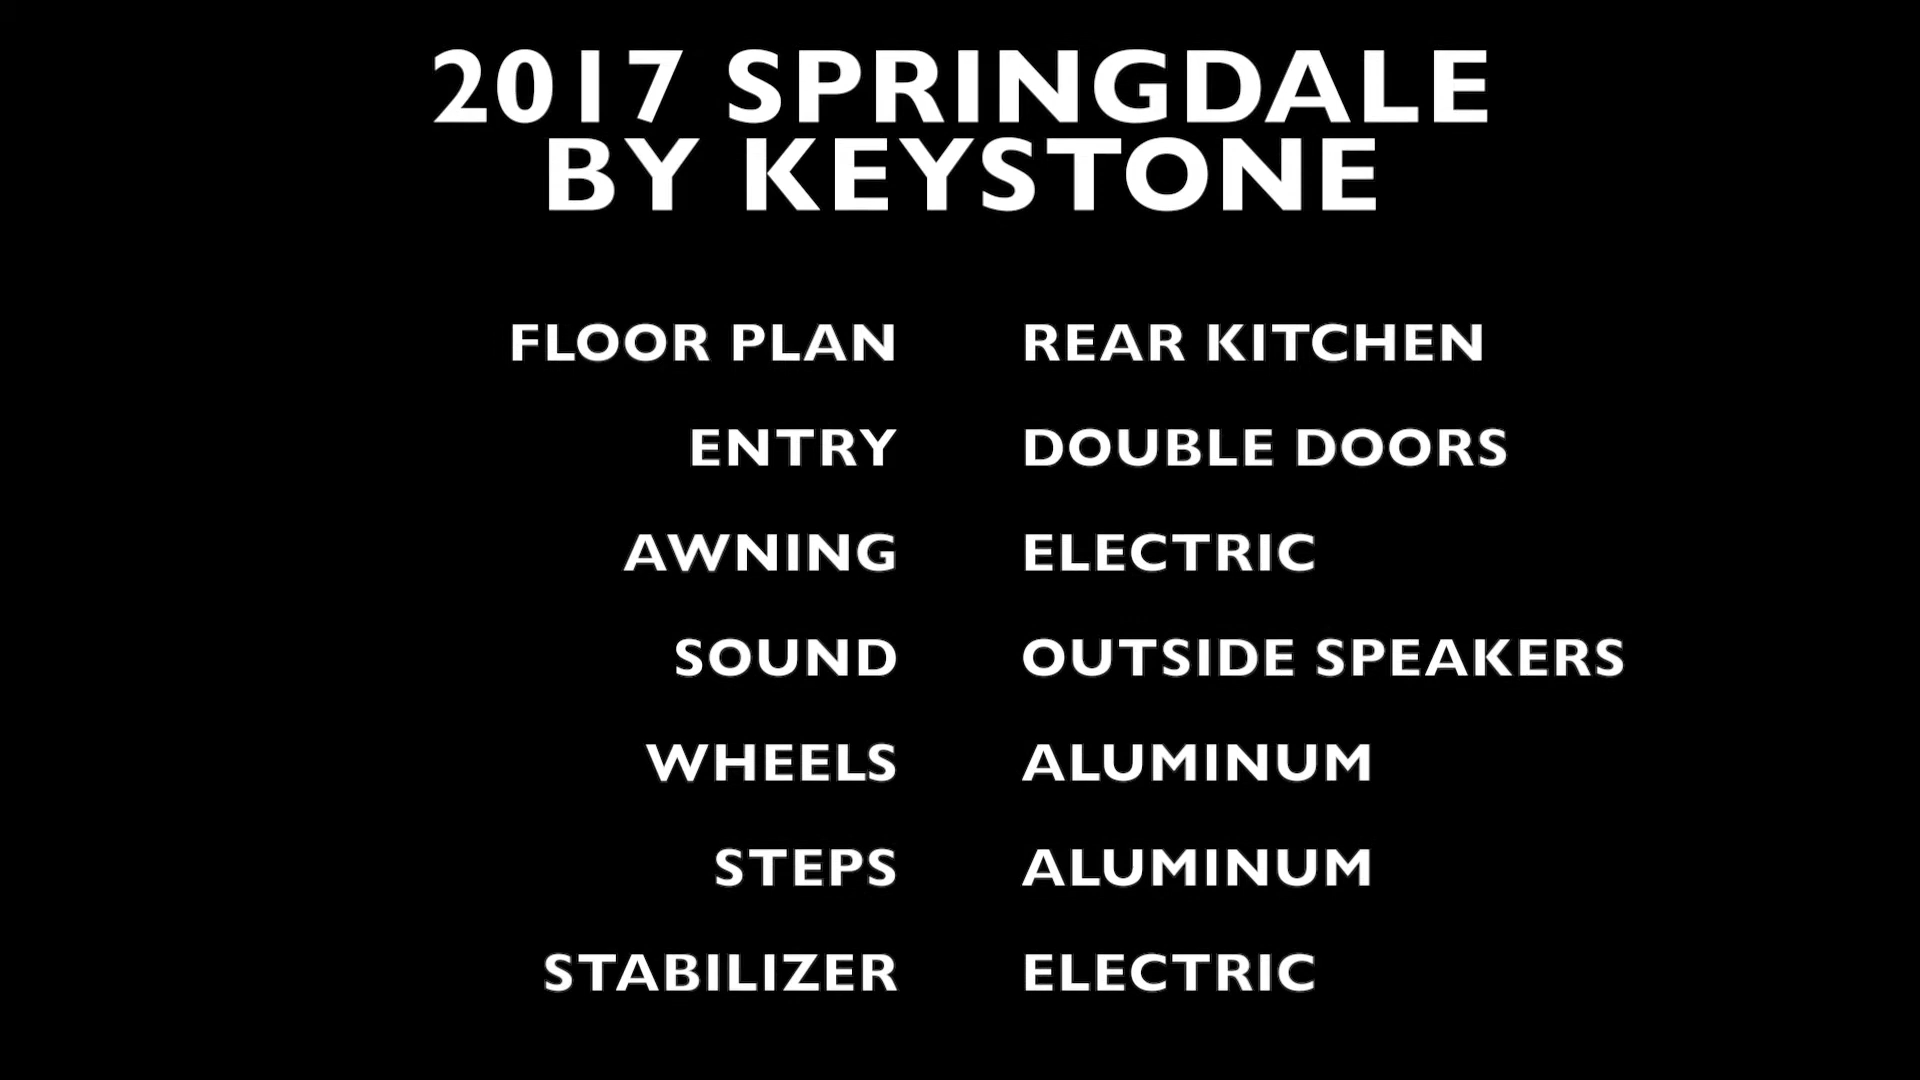 2017 SPRINGDALE
BY KEYSTONE
FLOOR PLAN REAR KITCHEN
ENTRY DOUBLE DOORS
AWNING ELECTRIC
SOUND OUTSIDE SPEAKERS
WHEELS ALUMINUM
STEPS ALUMINUM
STABILIZER ELECTRIC